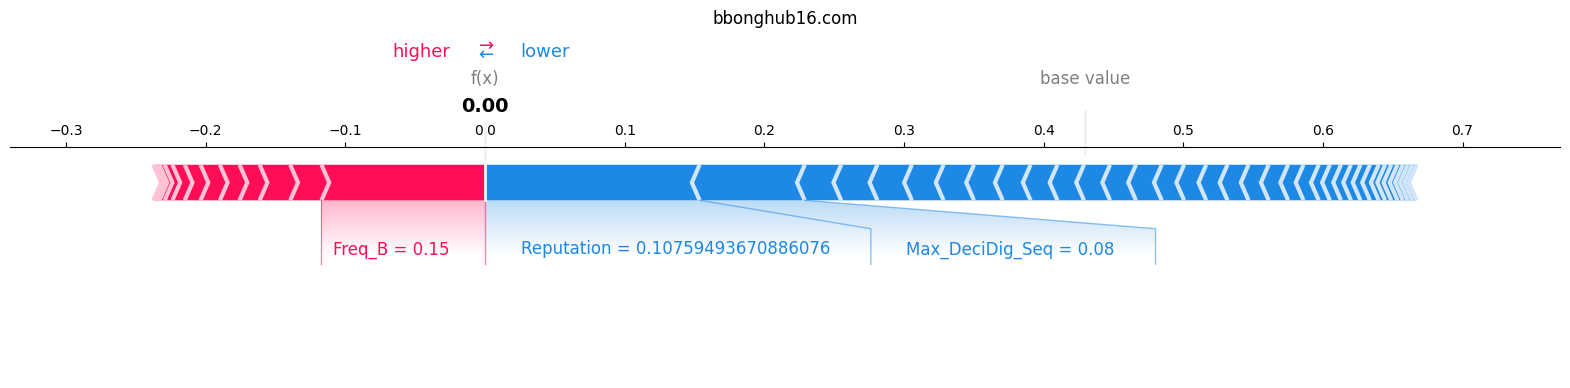 bbonghub16.com
higher ⇄ lower
f(x) base value
0.00
−0.3 −0.2 −0.1 0.0 0.1 0.2 0.3 0.4 0.5 0.6 0.7
Freq_B = 0.15 Reputation = 0.10759493670886076 Max_DeciDig_Seq = 0.08